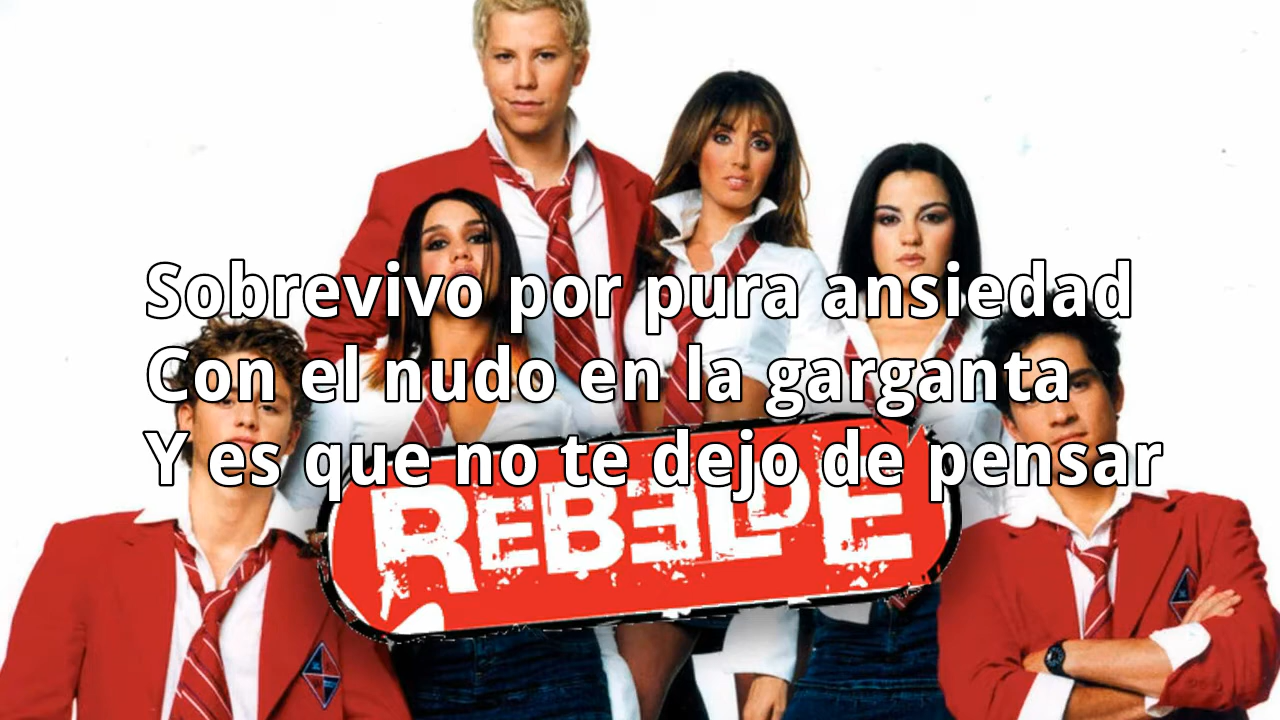 Sobrevivo por pura ansiedad
Con el nudo en la garganta
Y es que no te dejo de pensar
REBELDE